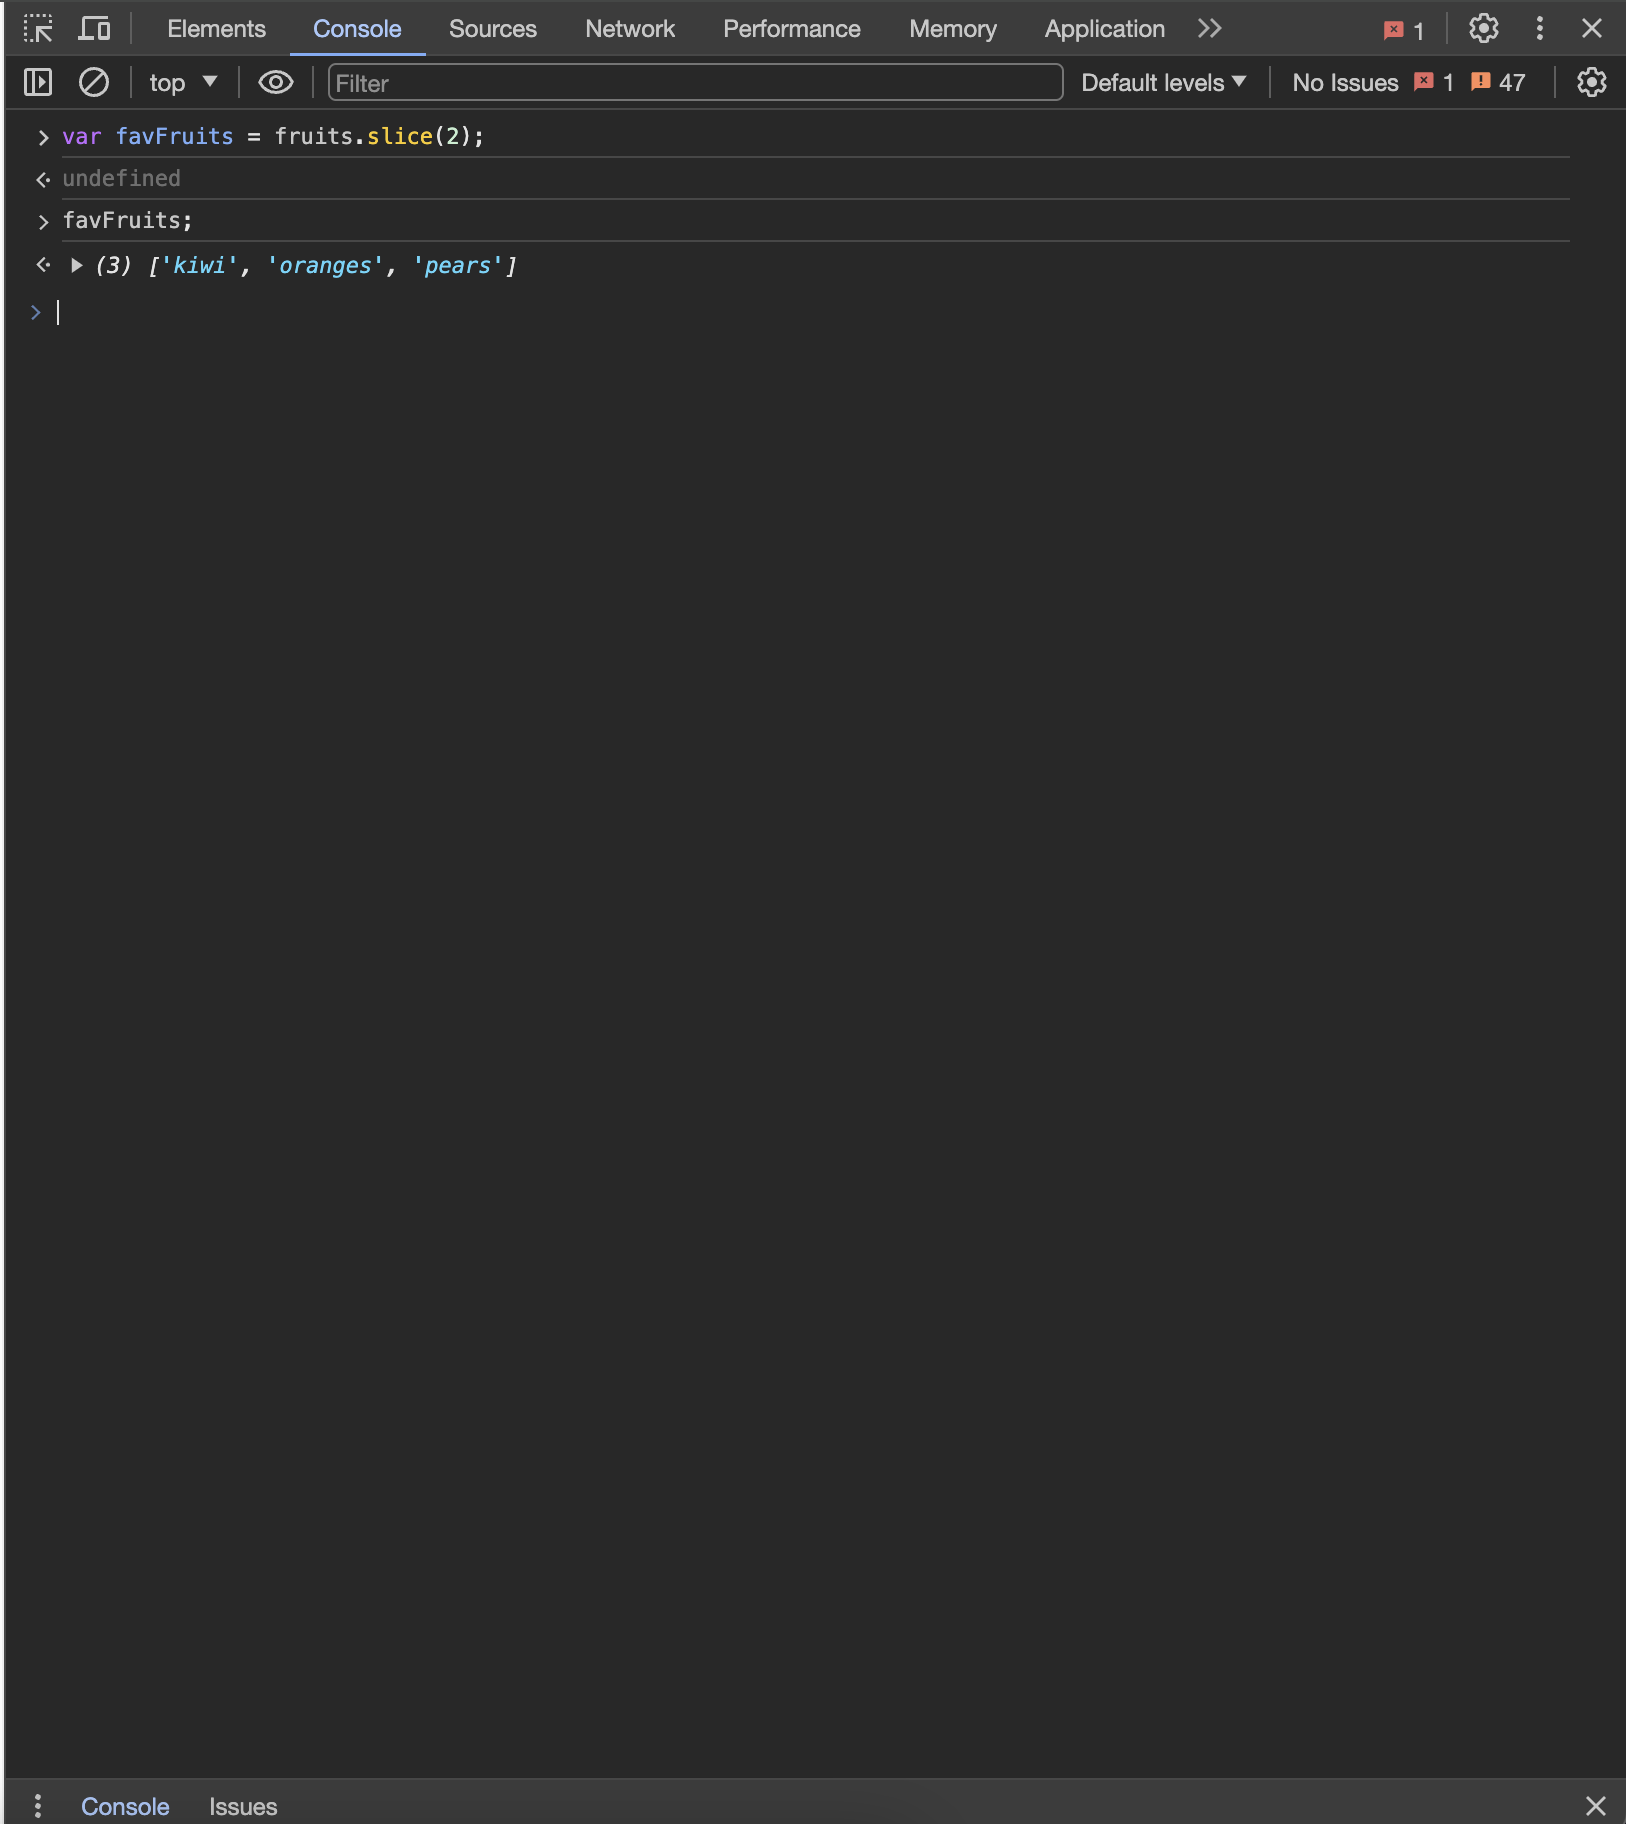 Elements Console Sources Network Performance Memory Application 1
top Filter Default levels No Issues 1 47
var favFruits = fruits.slice(2);
undefined
favFruits;
(3) ['kiwi', 'oranges', 'pears']
Console Issues